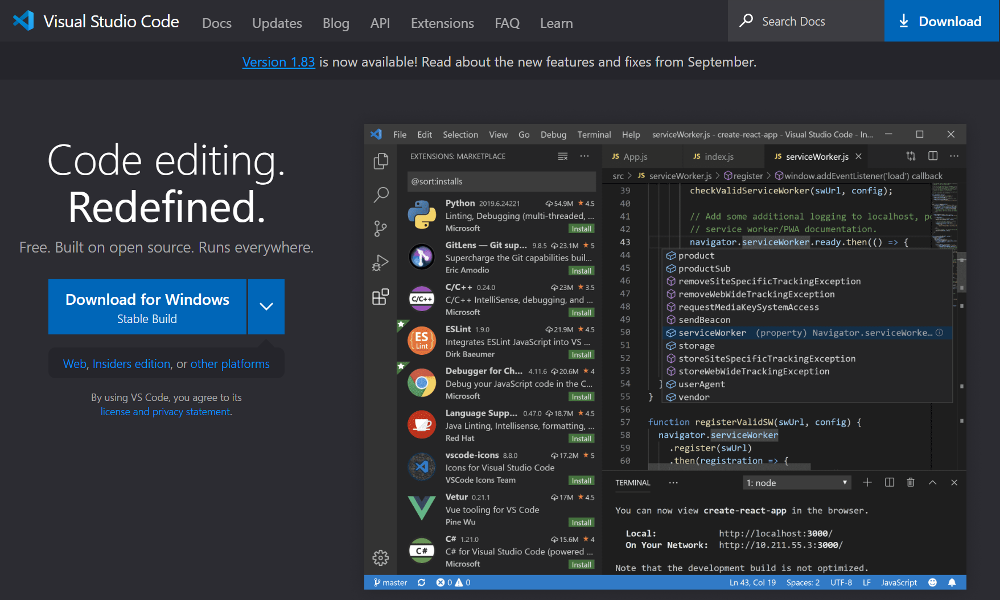 Visual Studio Code Docs Updates Blog API Extensions FAQ Learn Search Docs Download
Version 1.83 is now available! Read about the new features and fixes from September.
Code editing.
Redefined.
Free. Built on open source. Runs everywhere.
Download for Windows
Stable Build
Web, Insiders edition, or other platforms
By using VS Code, you agree to its
license and privacy statement.
File Edit Selection View Go Debug Terminal Help serviceWorker.js - create-react-app - Visual Studio Code - In...
EXTENSIONS: MARKETPLACE
@sort:installs
Python 2019.6.24221 54.9M ★ 4.5
Linting, Debugging (multi-threaded, ...
Microsoft Install
GitLens — Git sup... 9.8.5 23.1M ★ 5
Supercharge the Git capabilities buil...
Eric Amodio Install
C/C++
C/C++ 0.24.0 23M ★ 3.5
C/C++ IntelliSense, debugging, and ...
Microsoft Install
ES
Lint
ESLint 1.9.0 21.9M ★ 4.5
Integrates ESLint JavaScript into VS ...
Dirk Baeumer Install
Debugger for Ch... 4.11.6 20.6M ★ 4
Debug your JavaScript code in the C...
Microsoft Install
Language Supp... 0.47.0 18.7M ★ 4.5
Java Linting, Intellisense, formatting, ...
Red Hat Install
vscode-icons 8.8.0 17.2M ★ 5
Icons for Visual Studio Code
VSCode Icons Team Install
Vetur 0.21.1 17M ★ 4.5
Vue tooling for VS Code
Pine Wu Install
C#
C# 1.21.0 15.6M ★ 4
C# for Visual Studio Code (powered ...
Microsoft Install
JS App.js JS index.js JS serviceWorker.js
src > JS serviceWorker.js > register > window.addEventListener('load') callback
39 checkValidServiceWorker(swUrl, config);
40
41 // Add some additional logging to localhost, po
42 // service worker/PWA documentation.
43 navigator.serviceWorker.ready.then(() => {
44 product
45 productSub
46 removeSiteSpecificTrackingException
47 removeWebWideTrackingException
48 requestMediaKeySystemAccess
49 sendBeacon
50 serviceWorker (property) Navigator.serviceWorke...
51 storage
52 storeSiteSpecificTrackingException
53 storeWebWideTrackingException
54 } userAgent
55 } vendor
56
57 function registerValidSW(swUrl, config) {
58 navigator.serviceWorker
59 .register(swUrl)
60 .then(registration => {
TERMINAL ... 1: node
You can now view create-react-app in the browser.
Local: http://localhost:3000/
On Your Network: http://10.211.55.3:3000/
Note that the development build is not optimized.
master 0 0 Ln 43, Col 19 Spaces: 2 UTF-8 LF JavaScript